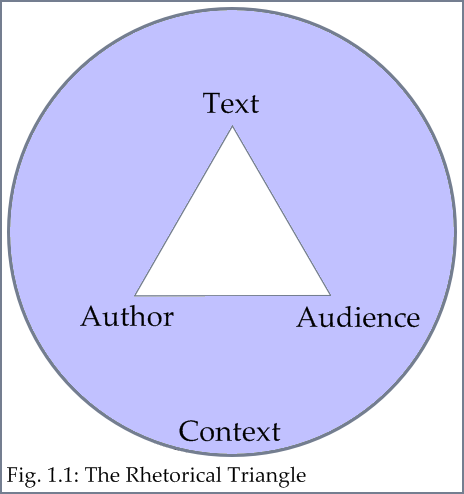 Text
Author
Audience
Context
Fig. 1.1: The Rhetorical Triangle